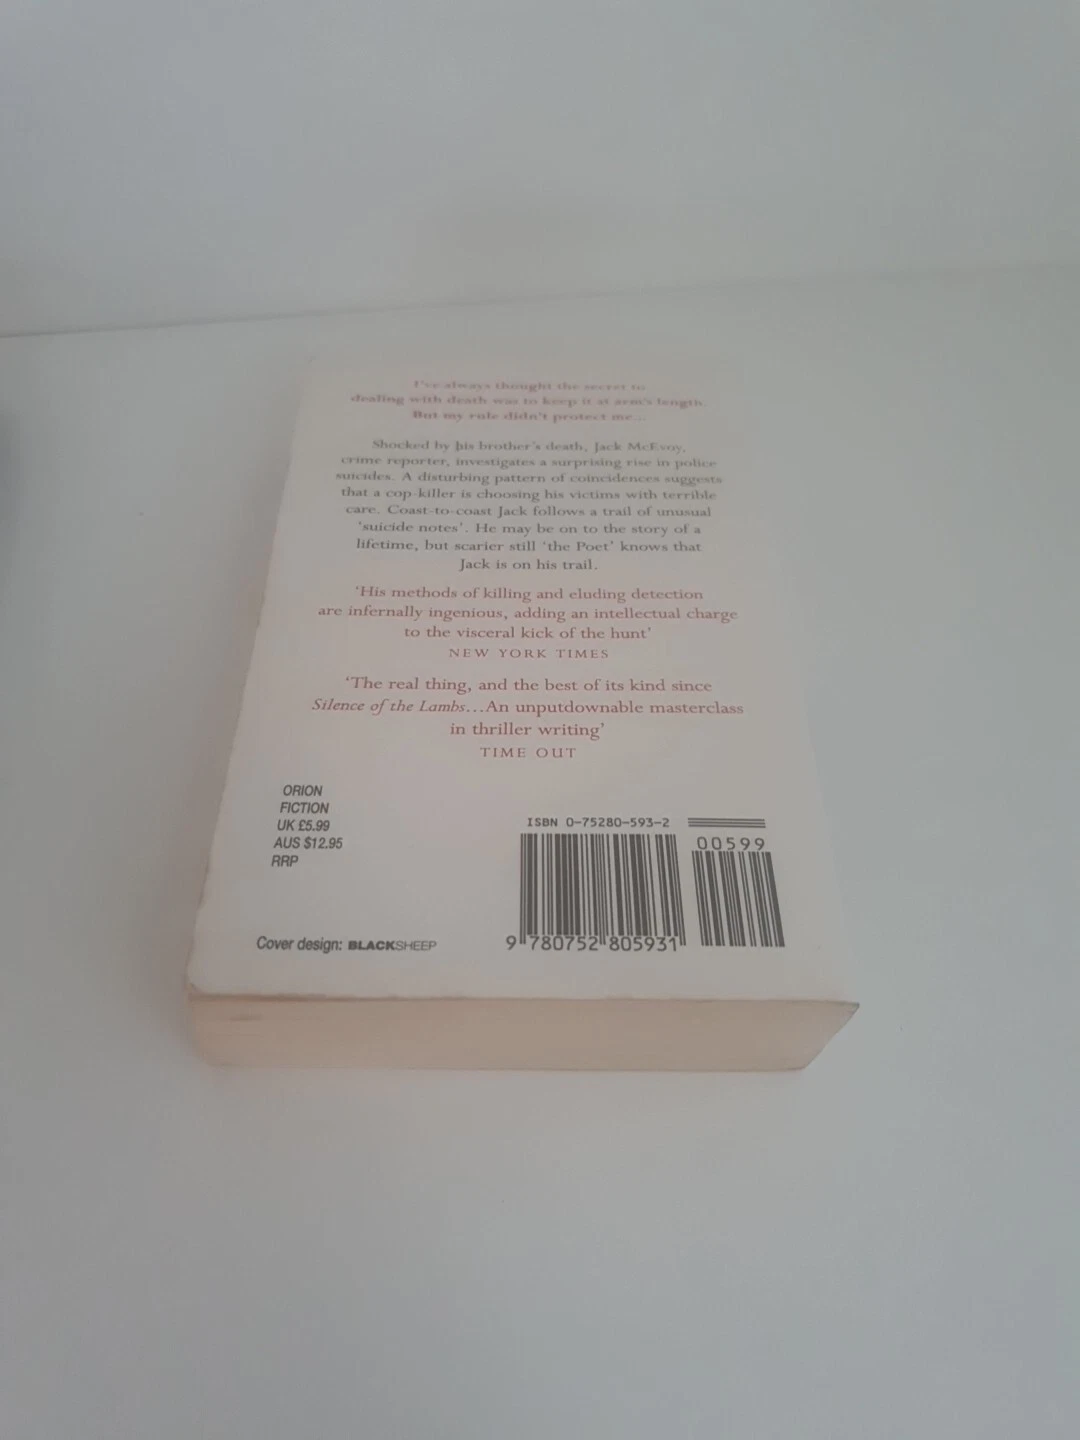 I've always thought the secret to
dealing with death was to keep it at arm's length.
But my rule didn't protect me...
Shocked by his brother's death, Jack McEvoy,
crime reporter, investigates a surprising rise in police
suicides. A disturbing pattern of coincidences suggests
that a cop-killer is choosing his victims with terrible
care. Coast-to-coast Jack follows a trail of unusual
'suicide notes'. He may be on to the story of a
lifetime, but scarier still 'the Poet' knows that
Jack is on his trail.
'His methods of killing and eluding detection
are infernally ingenious, adding an intellectual charge
to the visceral kick of the hunt'
NEW YORK TIMES
'The real thing, and the best of its kind since
Silence of the Lambs...An unputdownable masterclass
in thriller writing'
TIME OUT
ORION
FICTION
UK £5.99
AUS $12.95
RRP
Cover design: BLACKSHEEP
ISBN 0-75280-593-2
00599
9 780752 805931